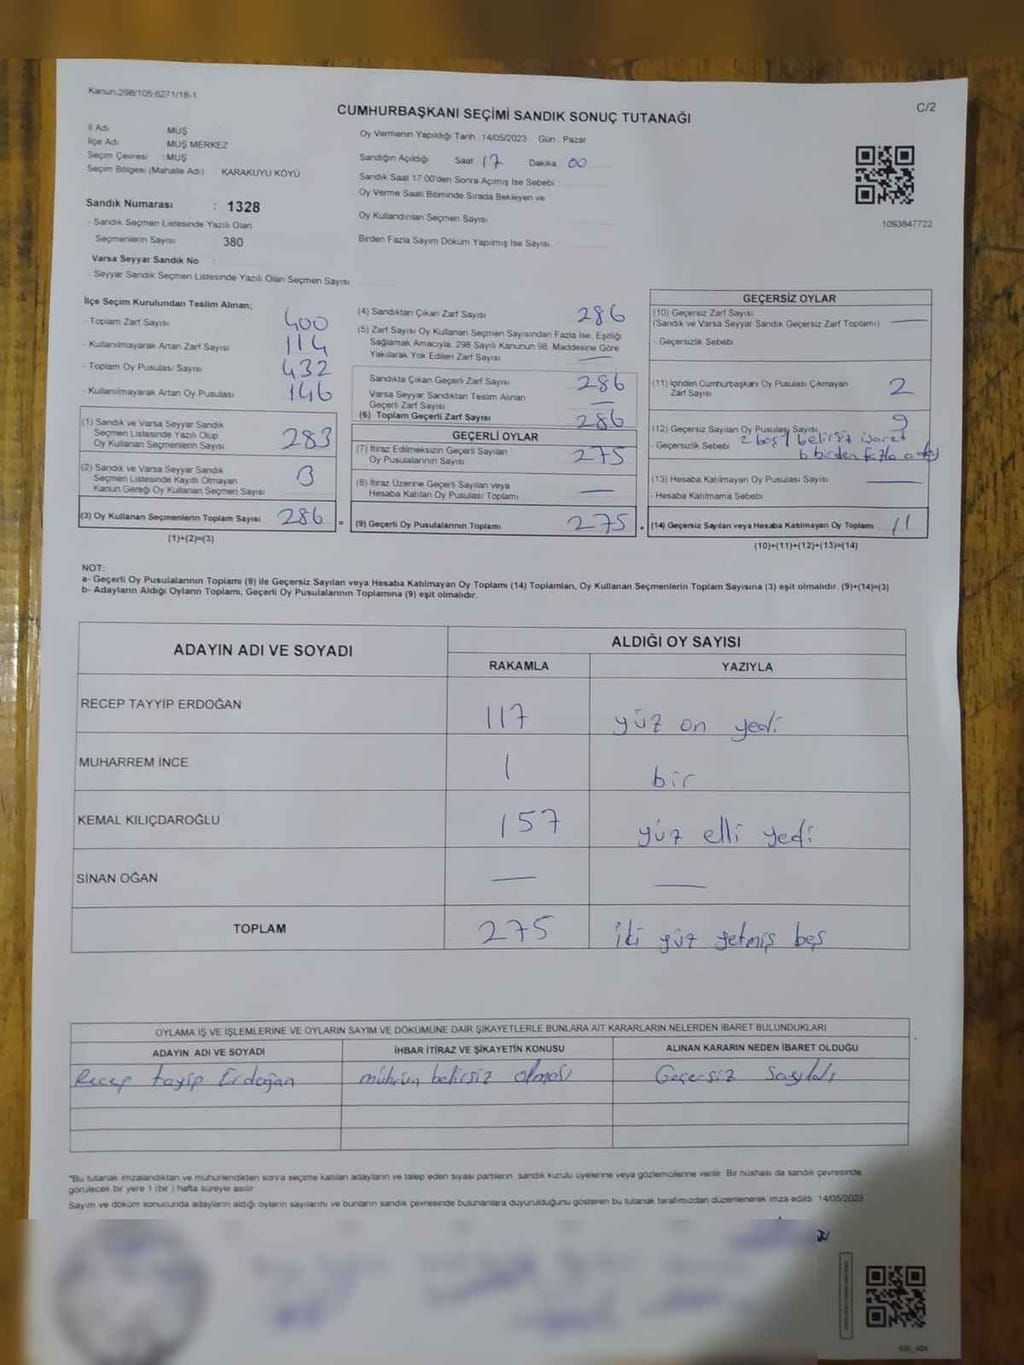 Kanun.298/105.6271/18-1
C/2
CUMHURBAŞKANI SEÇİMİ SANDIK SONUÇ TUTANAĞI
İl Adı MUŞ
İlçe Adı MUŞ MERKEZ
Seçim Çevresi : MUŞ
Seçim Bölgesi (Mahalle Adı) KARAKUYU KÖYÜ
Sandık Numarası : 1328
- Sandık Seçmen Listesinde Yazılı Olan
Seçmenlerin Sayısı : 380
Varsa Seyyar Sandık No :
- Seyyar Sandık Seçmen Listesinde Yazılı Olan Seçmen Sayısı
Oy Vermenin Yapıldığı Tarih 14/05/2023 Gün Pazar
Sandığın Açıldığı Saat 17 Dakika 00
Sandık Saat 17:00'den Sonra Açılmış İse Sebebi
Oy Verme Saati Bitiminde Sırada Bekleyen ve
Oy Kullandırılan Seçmen Sayısı
Birden Fazla Sayım Döküm Yapılmış İse Sayısı
1093847722
İlçe Seçim Kurulundan Teslim Alınan;
- Toplam Zarf Sayısı 400
- Kullanılmayarak Artan Zarf Sayısı 114
- Toplam Oy Pusulası Sayısı 432
- Kullanılmayarak Artan Oy Pusulası 146
(1) Sandık ve Varsa Seyyar Sandık
Seçmen Listesinde Yazılı Olup
Oy Kullanan Seçmenlerin Sayısı 283
(2) Sandık ve Varsa Seyyar Sandık
Seçmen Listesinde Kayıtlı Olmayan
Kanun Gereği Oy Kullanan Seçmen Sayısı 3
(3) Oy Kullanan Seçmenlerin Toplam Sayısı 286 =
(1)+(2)=(3)
(4) Sandıktan Çıkan Zarf Sayısı 286
(5) Zarf Sayısı Oy Kullanan Seçmen Sayısından Fazla İse, Eşitliği
Sağlamak Amacıyla, 298 Sayılı Kanunun 98. Maddesine Göre
Yakılarak Yok Edilen Zarf Sayısı —
Sandıkta Çıkan Geçerli Zarf Sayısı 286
Varsa Seyyar Sandıktan Teslim Alınan
Geçerli Zarf Sayısı —
(6) Toplam Geçerli Zarf Sayısı 286
GEÇERLİ OYLAR
(7) İtiraz Edilmeksizin Geçerli Sayılan
Oy Pusulalarının Sayısı 275
(8) İtiraz Üzerine Geçerli Sayılan veya
Hesaba Katılan Oy Pusulası Toplamı —
(9) Geçerli Oy Pusulalarının Toplamı 275 +
GEÇERSİZ OYLAR
(10) Geçersiz Zarf Sayısı —
(Sandık ve Varsa Seyyar Sandık Geçersiz Zarf Toplamı)
- Geçersizlik Sebebi
(11) İçinden Cumhurbaşkanı Oy Pusulası Çıkmayan
Zarf Sayısı 2
(12) Geçersiz Sayılan Oy Pusulası Sayısı 9
- Geçersizlik Sebebi 2 boş 1 belirsiz işaret
6 birden fazla
(13) Hesaba Katılmayan Oy Pusulası Sayısı —
- Hesaba Katılmama Sebebi
(14) Geçersiz Sayılan veya Hesaba Katılmayan Oy Toplamı 11
(10)+(11)+(12)+(13)=(14)
NOT:
a- Geçerli Oy Pusulalarının Toplamı (9) ile Geçersiz Sayılan veya Hesaba Katılmayan Oy Toplamı (14) Toplamları, Oy Kullanan Seçmenlerin Toplam Sayısına (3) eşit olmalıdır. (9)+(14)=(3)
b- Adayların Aldığı Oyların Toplamı, Geçerli Oy Pusulalarının Toplamına (9) eşit olmalıdır.
ADAYIN ADI VE SOYADI ALDIĞI OY SAYISI
RAKAMLA YAZIYLA
RECEP TAYYİP ERDOĞAN 117 yüz on yedi
MUHARREM İNCE 1 bir
KEMAL KILIÇDAROĞLU 157 yüz elli yedi
SİNAN OĞAN — —
TOPLAM 275 iki yüz yetmiş beş
OYLAMA İŞ VE İŞLEMLERİNE VE OYLARIN SAYIM VE DÖKÜMÜNE DAİR ŞİKAYETLERLE BUNLARA AİT KARARLARIN NELERDEN İBARET BULUNDUKLARI
ADAYIN ADI VE SOYADI İHBAR İTİRAZ VE ŞİKAYETİN KONUSU ALINAN KARARIN NEDEN İBARET OLDUĞU
Recep tayip Erdoğan mührün belirsiz olması Geçersiz Sayıldı
*Bu tutanak imzalandıktan ve mühürlendikten sonra seçime katılan adayların ve talep eden siyasi partilerin sandık kurulu üyelerine veya gözlemcilerine verilir. Bir nüshası da sandık çevresinde
görülecek bir yere 1 (bir ) hafta süreyle asılır
Sayım ve döküm sonucunda adayların aldığı oyların sayılarını ve bunların sandık çevresinde bulunanlara duyurulduğunu gösteren bu tutanak tarafımızdan düzenlenerek imza edildi. 14/05/2023